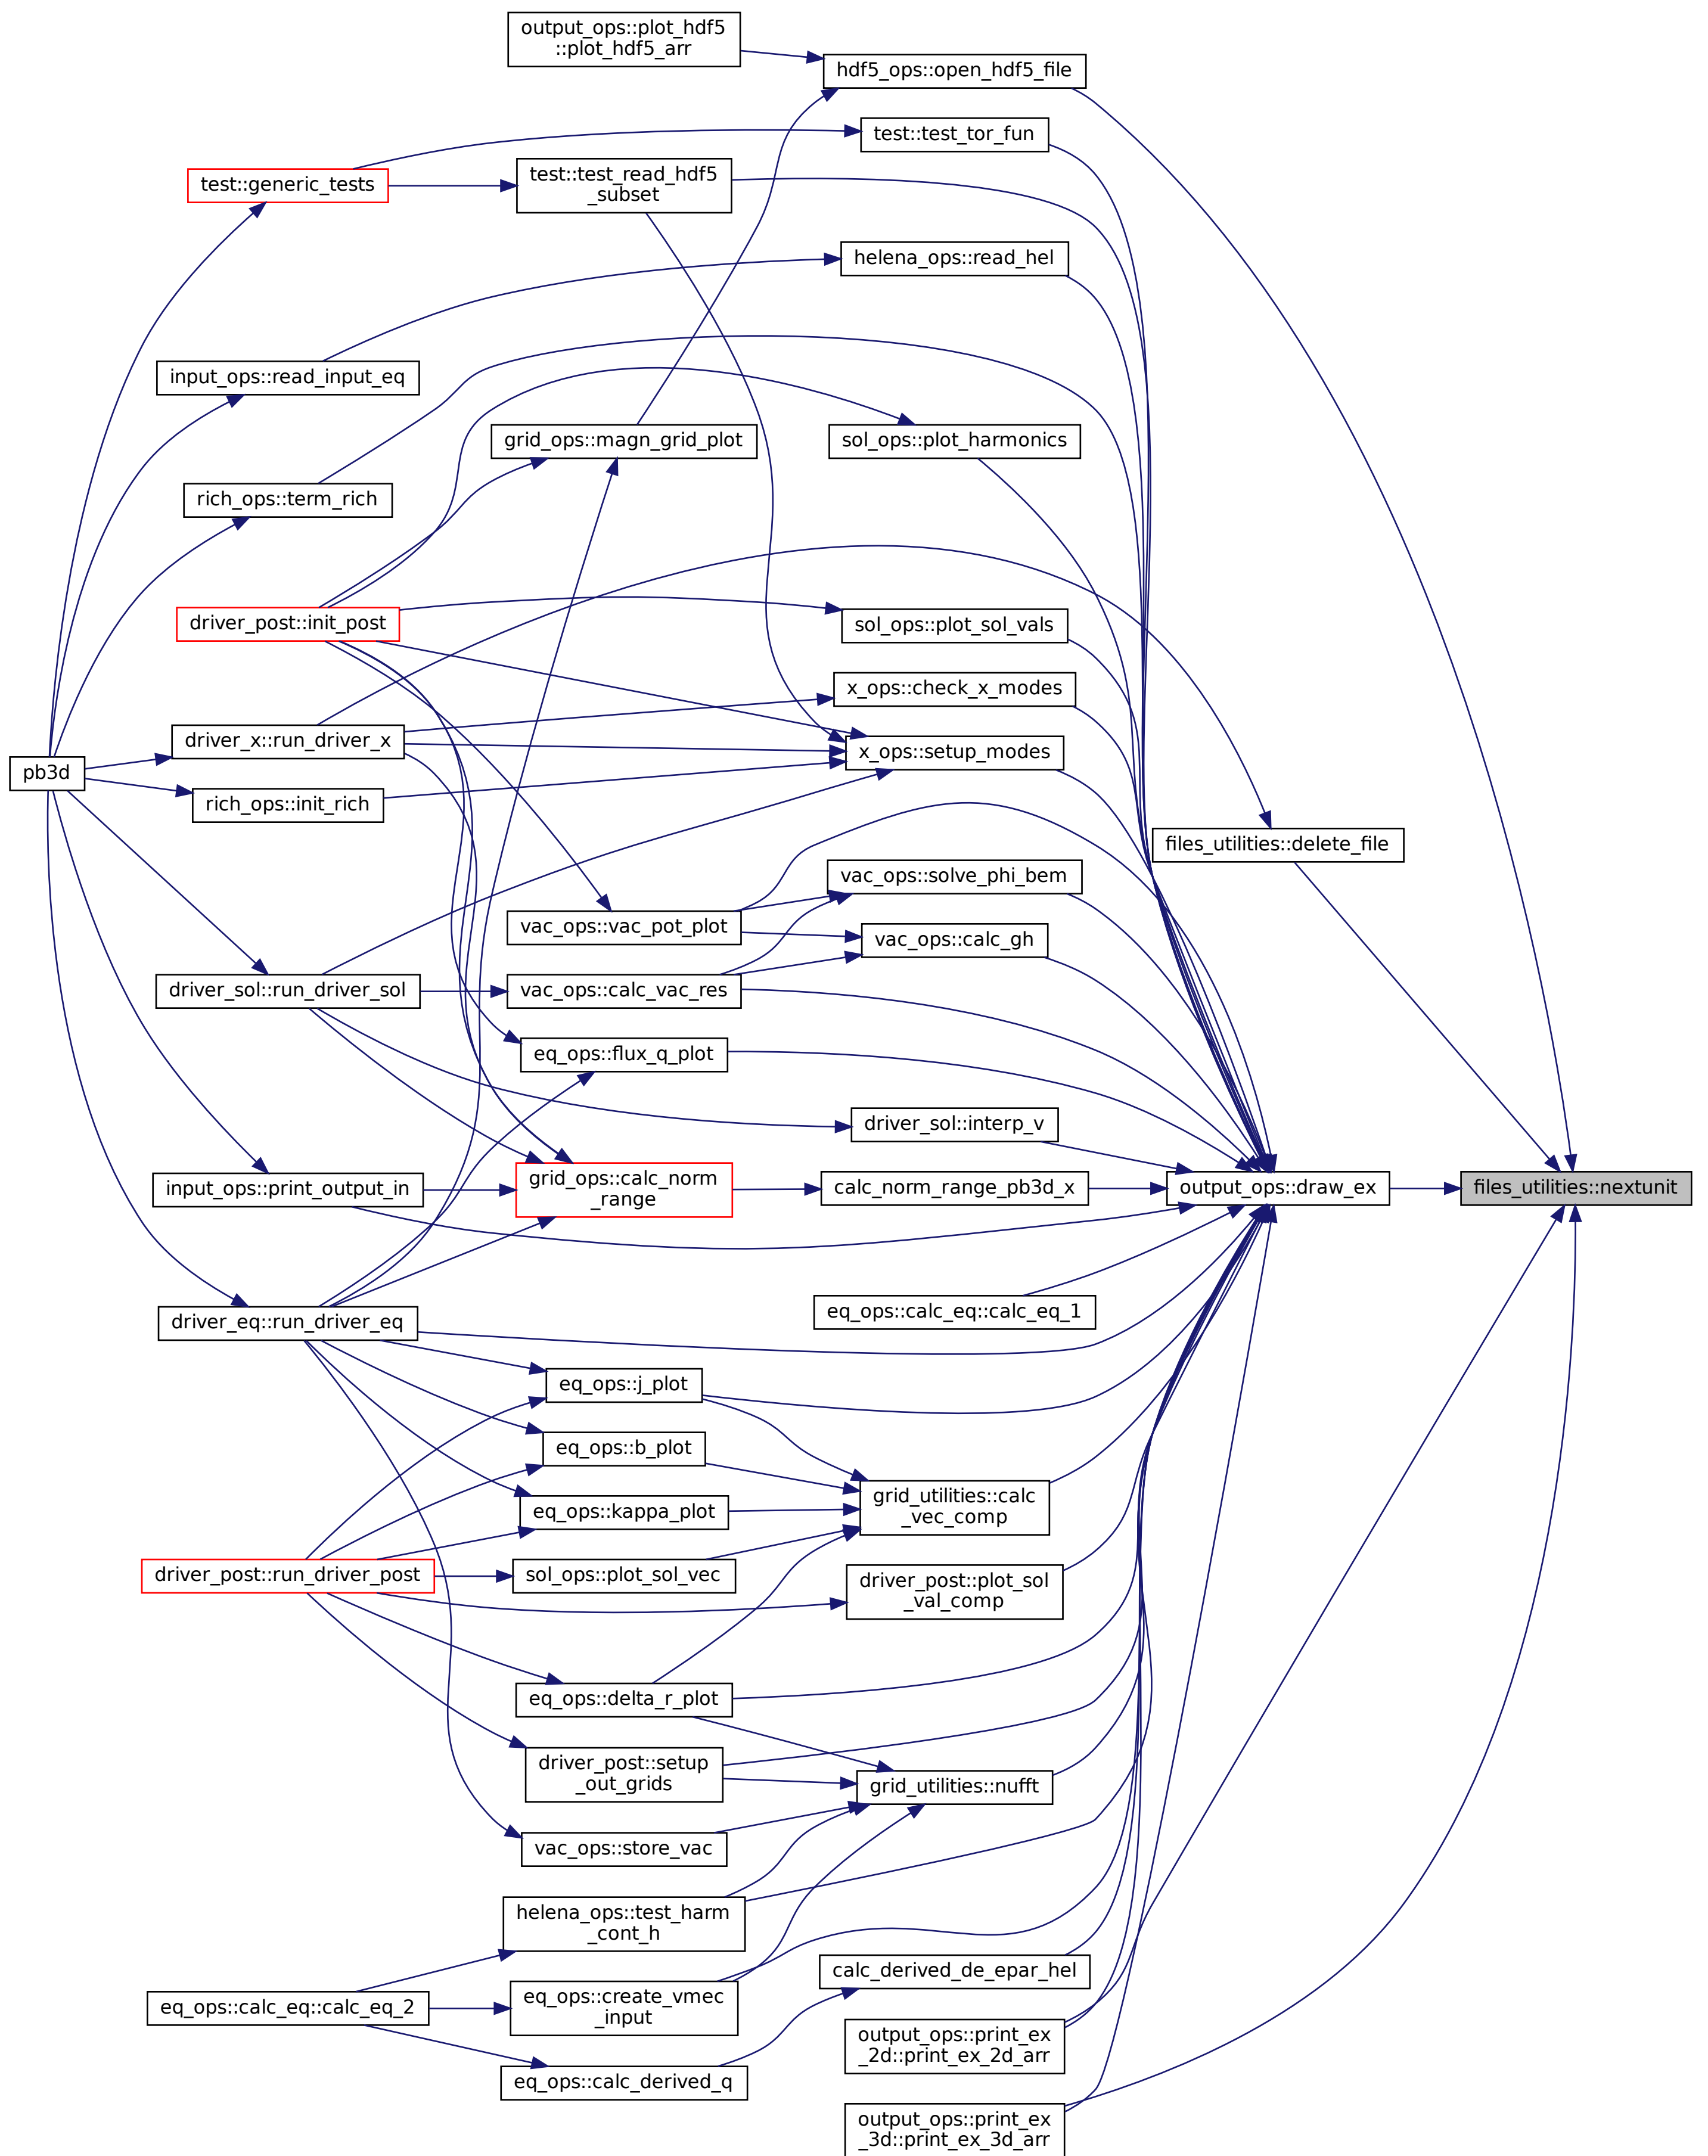 output_ops::plot_hdf5
::plot_hdf5_arr
hdf5_ops::open_hdf5_file
test::test_tor_fun
test::generic_tests
test::test_read_hdf5
_subset
helena_ops::read_hel
input_ops::read_input_eq
grid_ops::magn_grid_plot
sol_ops::plot_harmonics
rich_ops::term_rich
driver_post::init_post
sol_ops::plot_sol_vals
x_ops::check_x_modes
driver_x::run_driver_x
x_ops::setup_modes
pb3d
rich_ops::init_rich
files_utilities::delete_file
vac_ops::solve_phi_bem
vac_ops::vac_pot_plot
vac_ops::calc_gh
driver_sol::run_driver_sol
vac_ops::calc_vac_res
eq_ops::flux_q_plot
driver_sol::interp_v
input_ops::print_output_in
grid_ops::calc_norm
_range
calc_norm_range_pb3d_x
output_ops::draw_ex
files_utilities::nextunit
eq_ops::calc_eq::calc_eq_1
driver_eq::run_driver_eq
eq_ops::j_plot
eq_ops::b_plot
eq_ops::kappa_plot
grid_utilities::calc
_vec_comp
driver_post::run_driver_post
sol_ops::plot_sol_vec
driver_post::plot_sol
_val_comp
eq_ops::delta_r_plot
driver_post::setup
_out_grids
grid_utilities::nufft
vac_ops::store_vac
helena_ops::test_harm
_cont_h
calc_derived_de_epar_hel
eq_ops::calc_eq::calc_eq_2
eq_ops::create_vmec
_input
output_ops::print_ex
_2d::print_ex_2d_arr
eq_ops::calc_derived_q
output_ops::print_ex
_3d::print_ex_3d_arr